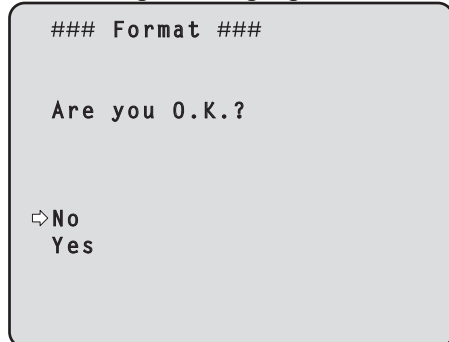 ### Format ###
Are you O.K.?
⇨No
Yes